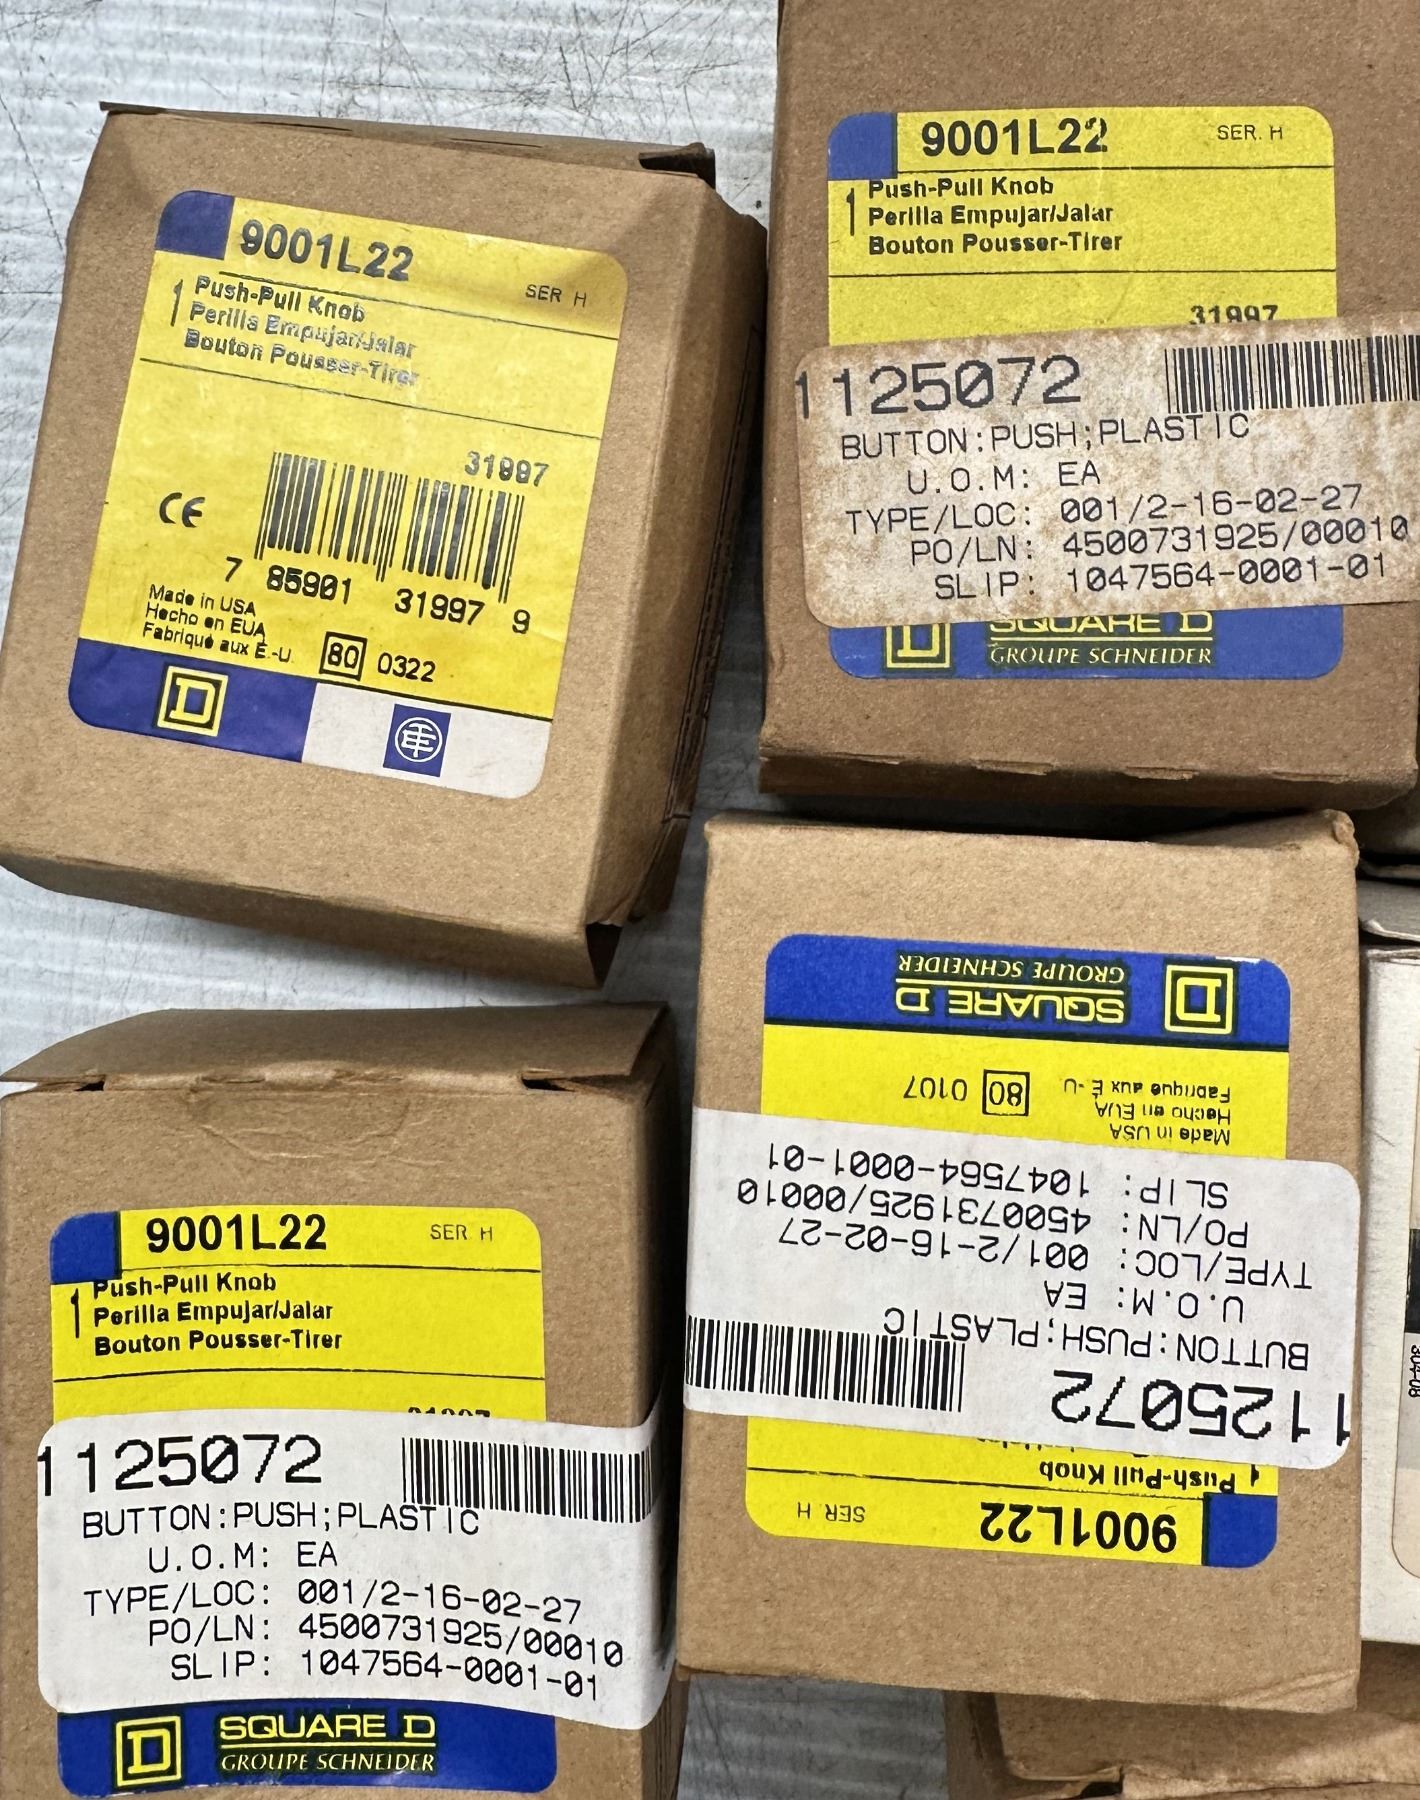 9001L22
SER H
1 Push-Pull Knob
Perilla Empujar/Jalar
Bouton Pousser-Tirer
31997
CE
7 85901 31997 9
Made in USA
Hecho en EUA
Fabriqué aux É.-U.
80 0322
D
9001L22 SER. H
1 Push-Pull Knob
Perilla Empujar/Jalar
Bouton Pousser-Tirer
31997
1125072
BUTTON:PUSH;PLASTIC
U.O.M: EA
TYPE/LOC: 001/2-16-02-27
PO/LN: 4500731925/00010
SLIP: 1047564-0001-01
D SQUARE D
GROUPE SCHNEIDER
9001L22 SER H
1 Push-Pull Knob
Perilla Empujar/Jalar
Bouton Pousser-Tirer
1125072
BUTTON:PUSH;PLASTIC
U.O.M: EA
TYPE/LOC: 001/2-16-02-27
PO/LN: 4500731925/00010
SLIP: 1047564-0001-01
D SQUARE D
GROUPE SCHNEIDER
9001L22 SER H
1 Push-Pull Knob
1125072
BUTTON:PUSH;PLASTIC
U.O.M: EA
TYPE/LOC: 001/2-16-02-27
PO/LN: 4500731925/00010
SLIP: 1047564-0001-01
Made in USA
Hecho en EUA
Fabriqué aux É.-U.
80 0107
D SQUARE D
GROUPE SCHNEIDER